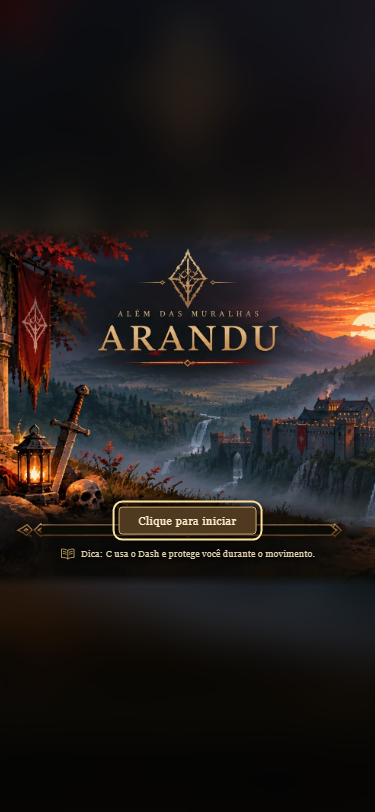 ALÉM DAS MURALHAS
ARANDU
Clique para iniciar
Dica: C usa o Dash e protege você durante o movimento.